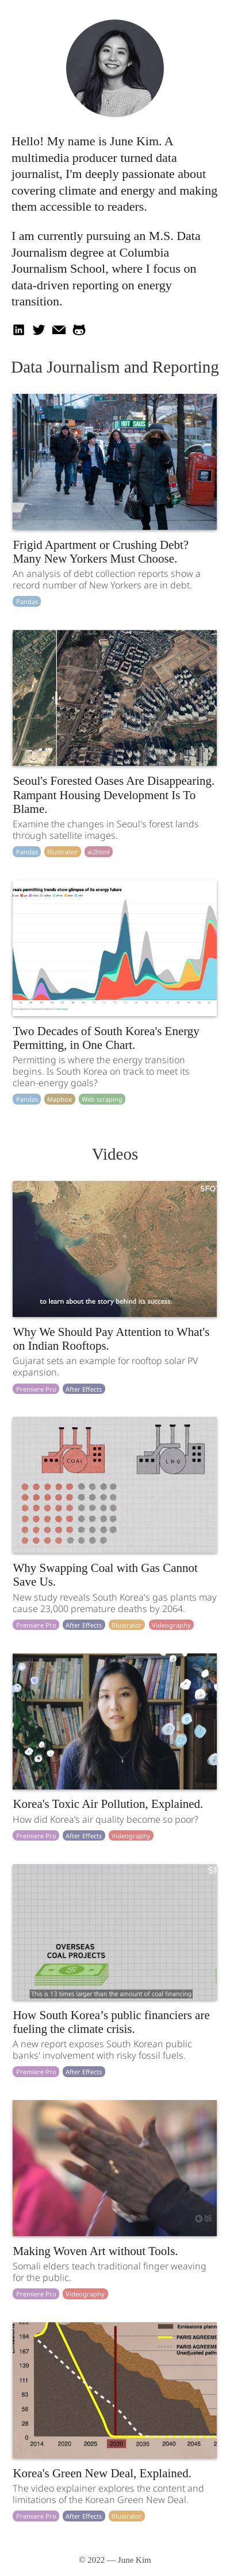 Hello! My name is June Kim. A
multimedia producer turned data
journalist, I'm deeply passionate about
covering climate and energy and making
them accessible to readers.
I am currently pursuing an M.S. Data
Journalism degree at Columbia
Journalism School, where I focus on
data-driven reporting on energy
transition.
Data Journalism and Reporting
Frigid Apartment or Crushing Debt?
Many New Yorkers Must Choose.
An analysis of debt collection reports show a
record number of New Yorkers are in debt.
Pandas
Seoul's Forested Oases Are Disappearing.
Rampant Housing Development Is To
Blame.
Examine the changes in Seoul's forest lands
through satellite images.
Pandas Illustrator ai2html
permitting trends show glimpse of its energy future
Two Decades of South Korea's Energy
Permitting, in One Chart.
Permitting is where the energy transition
begins. Is South Korea on track to meet its
clean-energy goals?
Pandas Mapbox Web scraping
Videos
to learn about the story behind its success.
Why We Should Pay Attention to What's
on Indian Rooftops.
Gujarat sets an example for rooftop solar PV
expansion.
Premiere Pro After Effects
COAL LNG
Why Swapping Coal with Gas Cannot
Save Us.
New study reveals South Korea's gas plants may
cause 23,000 premature deaths by 2064.
Premiere Pro After Effects Illustrator Videography
Korea's Toxic Air Pollution, Explained.
How did Korea's air quality become so poor?
Premiere Pro After Effects Videography
OVERSEAS
COAL PROJECTS
This is 13 times larger than the amount of coal financing
How South Korea’s public financiers are
fueling the climate crisis.
A new report exposes South Korean public
banks' involvement with risky fossil fuels.
Premiere Pro After Effects
Making Woven Art without Tools.
Somali elders teach traditional finger weaving
for the public.
Premiere Pro Videography
194
167
139
111
83
56
28
0
2014 2020 2025 2030 2035 2040 2045
Emissions plann
PARIS AGREEME
PARIS AGREEME
Unadjusted path
Korea's Green New Deal, Explained.
The video explainer explores the content and
limitations of the Korean Green New Deal.
Premiere Pro After Effects Illustrator
© 2022 — June Kim